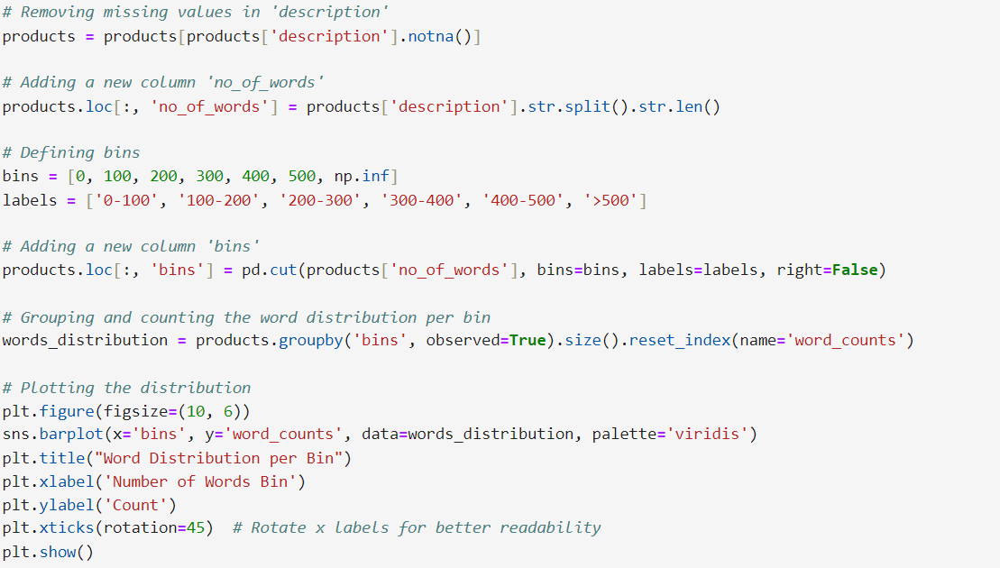 # Removing missing values in 'description'
products = products[products['description'].notna()]
# Adding a new column 'no_of_words'
products.loc[:, 'no_of_words'] = products['description'].str.split().str.len()
# Defining bins
bins = [0, 100, 200, 300, 400, 500, np.inf]
labels = ['0-100', '100-200', '200-300', '300-400', '400-500', '>500']
# Adding a new column 'bins'
products.loc[:, 'bins'] = pd.cut(products['no_of_words'], bins=bins, labels=labels, right=False)
# Grouping and counting the word distribution per bin
words_distribution = products.groupby('bins', observed=True).size().reset_index(name='word_counts')
# Plotting the distribution
plt.figure(figsize=(10, 6))
sns.barplot(x='bins', y='word_counts', data=words_distribution, palette='viridis')
plt.title("Word Distribution per Bin")
plt.xlabel('Number of Words Bin')
plt.ylabel('Count')
plt.xticks(rotation=45)  # Rotate x labels for better readability
plt.show()